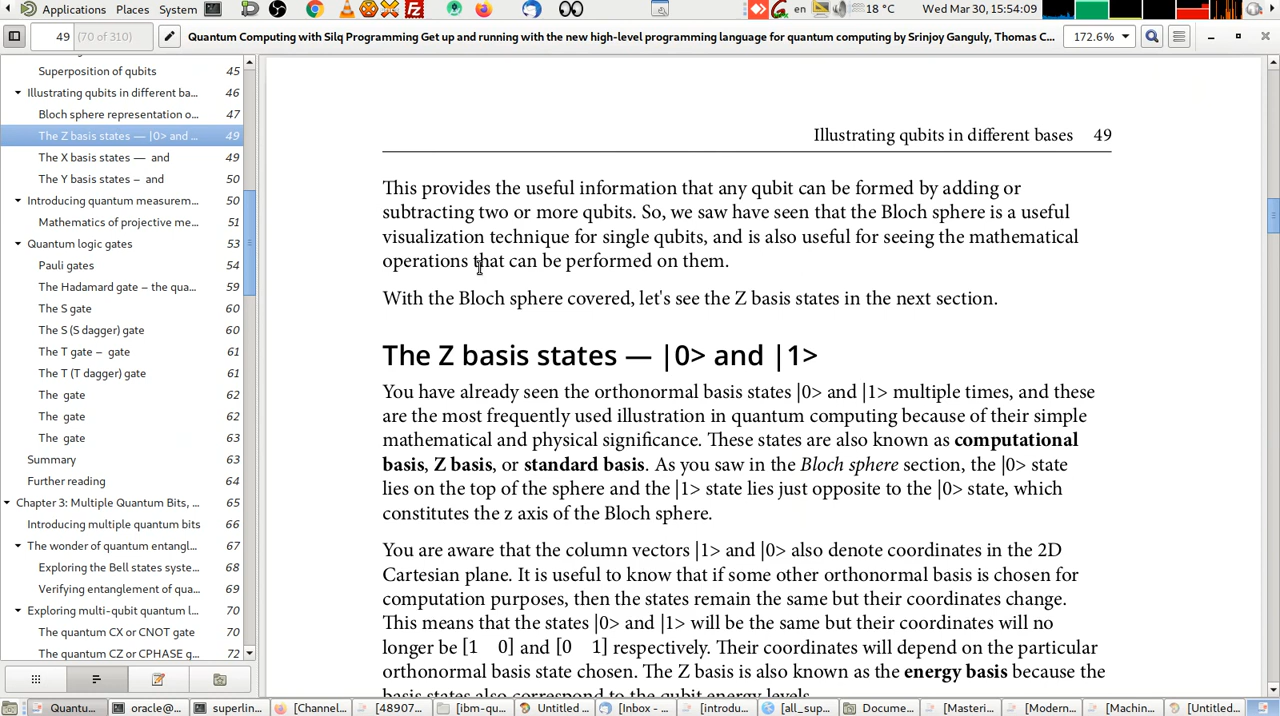 Applications Places System en 18 °C Wed Mar 30, 15:54:09
49 (70 of 310) Quantum Computing with Silq Programming Get up and running with the new high-level programming language for quantum computing by Srinjoy Ganguly, Thomas C... 172.6%
Superposition of qubits 45
Illustrating qubits in different ba... 46
Bloch sphere representation o... 47
The Z basis states — |0> and ... 49
The X basis states — and 49
The Y basis states – and 50
Introducing quantum measurem... 50
Mathematics of projective me... 51
Quantum logic gates 53
Pauli gates 54
The Hadamard gate – the qua... 59
The S gate 60
The S (S dagger) gate 60
The T gate – gate 61
The T (T dagger) gate 61
The gate 62
The gate 62
The gate 63
Summary 63
Further reading 64
Chapter 3: Multiple Quantum Bits, ... 65
Introducing multiple quantum bits 66
The wonder of quantum entangl... 67
Exploring the Bell states syste... 68
Verifying entanglement of qua... 69
Exploring multi-qubit quantum l... 70
The quantum CX or CNOT gate 70
The quantum CZ or CPHASE g... 72
Illustrating qubits in different bases 49
This provides the useful information that any qubit can be formed by adding or
subtracting two or more qubits. So, we saw have seen that the Bloch sphere is a useful
visualization technique for single qubits, and is also useful for seeing the mathematical
operations that can be performed on them.
With the Bloch sphere covered, let's see the Z basis states in the next section.
The Z basis states — |0> and |1>
You have already seen the orthonormal basis states |0> and |1> multiple times, and these
are the most frequently used illustration in quantum computing because of their simple
mathematical and physical significance. These states are also known as computational
basis, Z basis, or standard basis. As you saw in the Bloch sphere section, the |0> state
lies on the top of the sphere and the |1> state lies just opposite to the |0> state, which
constitutes the z axis of the Bloch sphere.
You are aware that the column vectors |1> and |0> also denote coordinates in the 2D
Cartesian plane. It is useful to know that if some other orthonormal basis is chosen for
computation purposes, then the states remain the same but their coordinates change.
This means that the states |0> and |1> will be the same but their coordinates will no
longer be [1 0] and [0 1] respectively. Their coordinates will depend on the particular
orthonormal basis state chosen. The Z basis is also known as the energy basis because the
basis states also correspond to the qubit energy levels.
Quantu... oracle@... superlin... [Channel... [48907... [ibm-qu... Untitled ... [Inbox - ... [introdu... [all_sup... Docume... [Masteri... [Modern... [Machin... [Untitled...